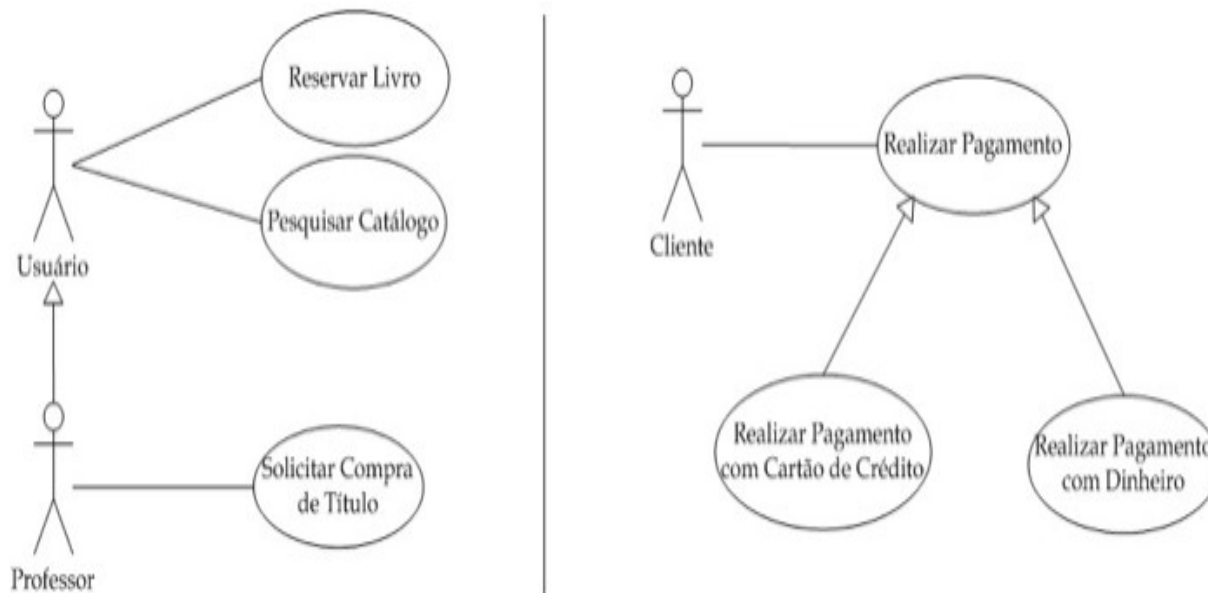 Reservar Livro
Pesquisar Catálogo
Usuário
Solicitar Compra
de Título
Professor
Realizar Pagamento
Cliente
Realizar Pagamento
com Cartão de Crédito
Realizar Pagamento
com Dinheiro